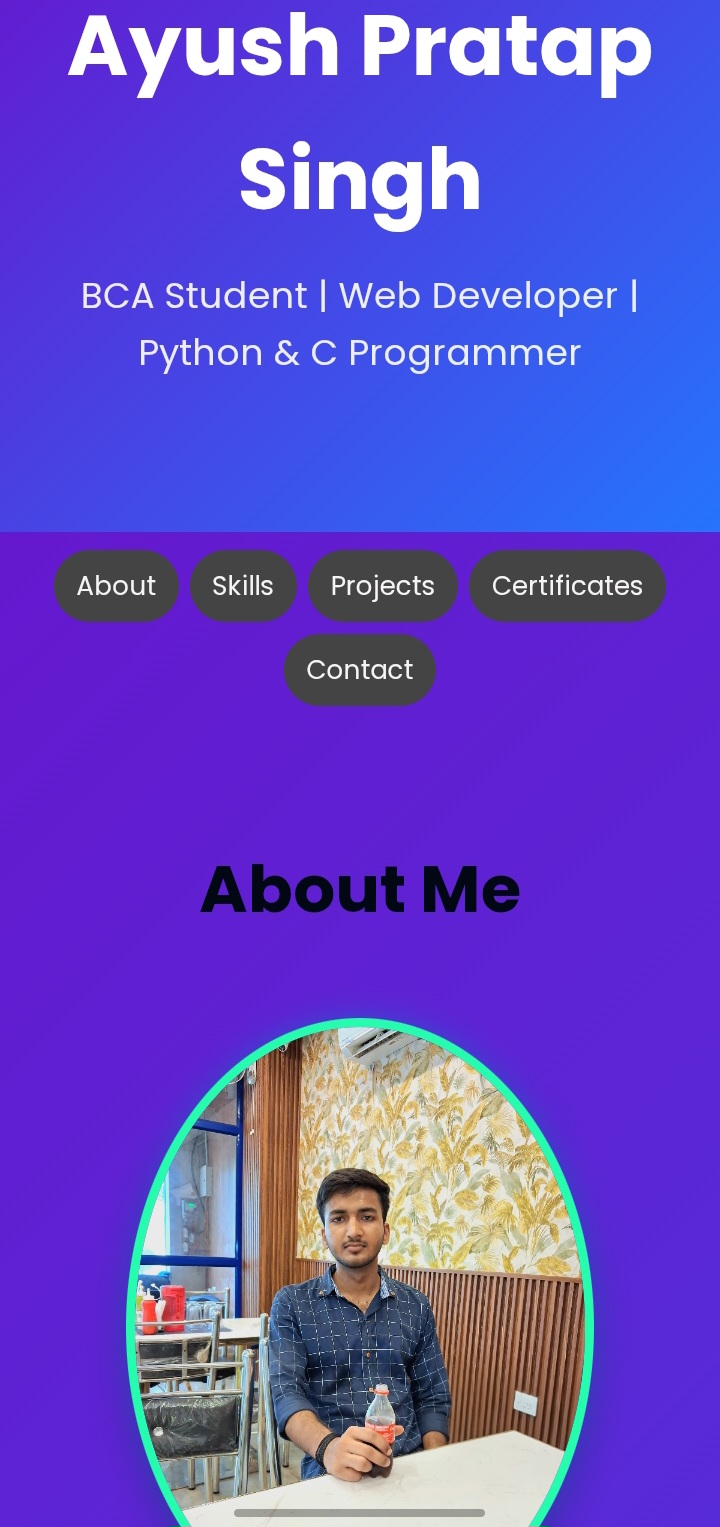 Ayush Pratap
Singh
BCA Student | Web Developer |
Python & C Programmer
About Skills Projects Certificates
Contact
About Me